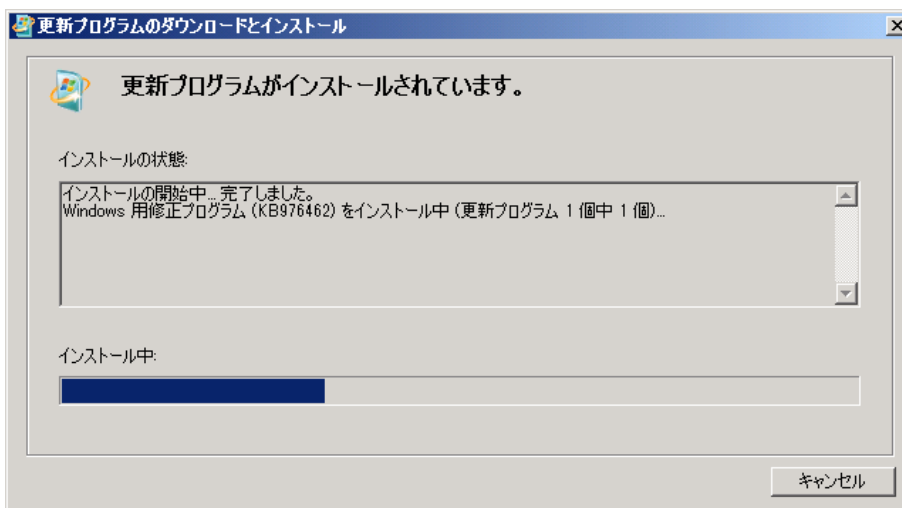 更新プログラムのダウンロードとインストール
更新プログラムがインストールされています。
インストールの状態:
インストールの開始中... 完了しました。
Windows 用修正プログラム (KB976462) をインストール中 (更新プログラム 1 個中 1 個)...
インストール中:
キャンセル